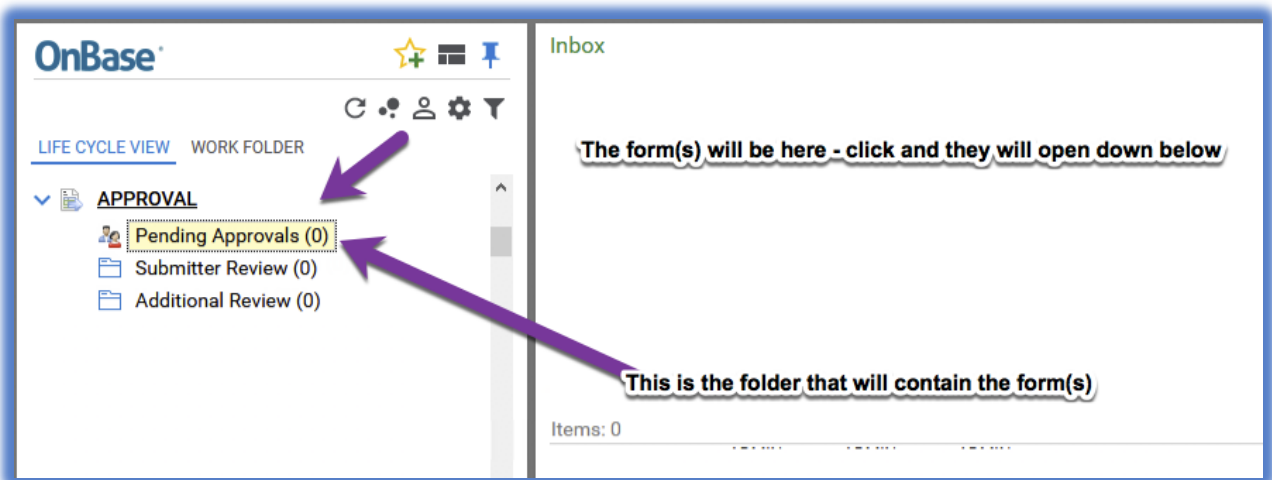 OnBase
Inbox
LIFE CYCLE VIEW WORK FOLDER
The form(s) will be here - click and they will open down below
APPROVAL
Pending Approvals (0)
Submitter Review (0)
Additional Review (0)
This is the folder that will contain the form(s)
Items: 0